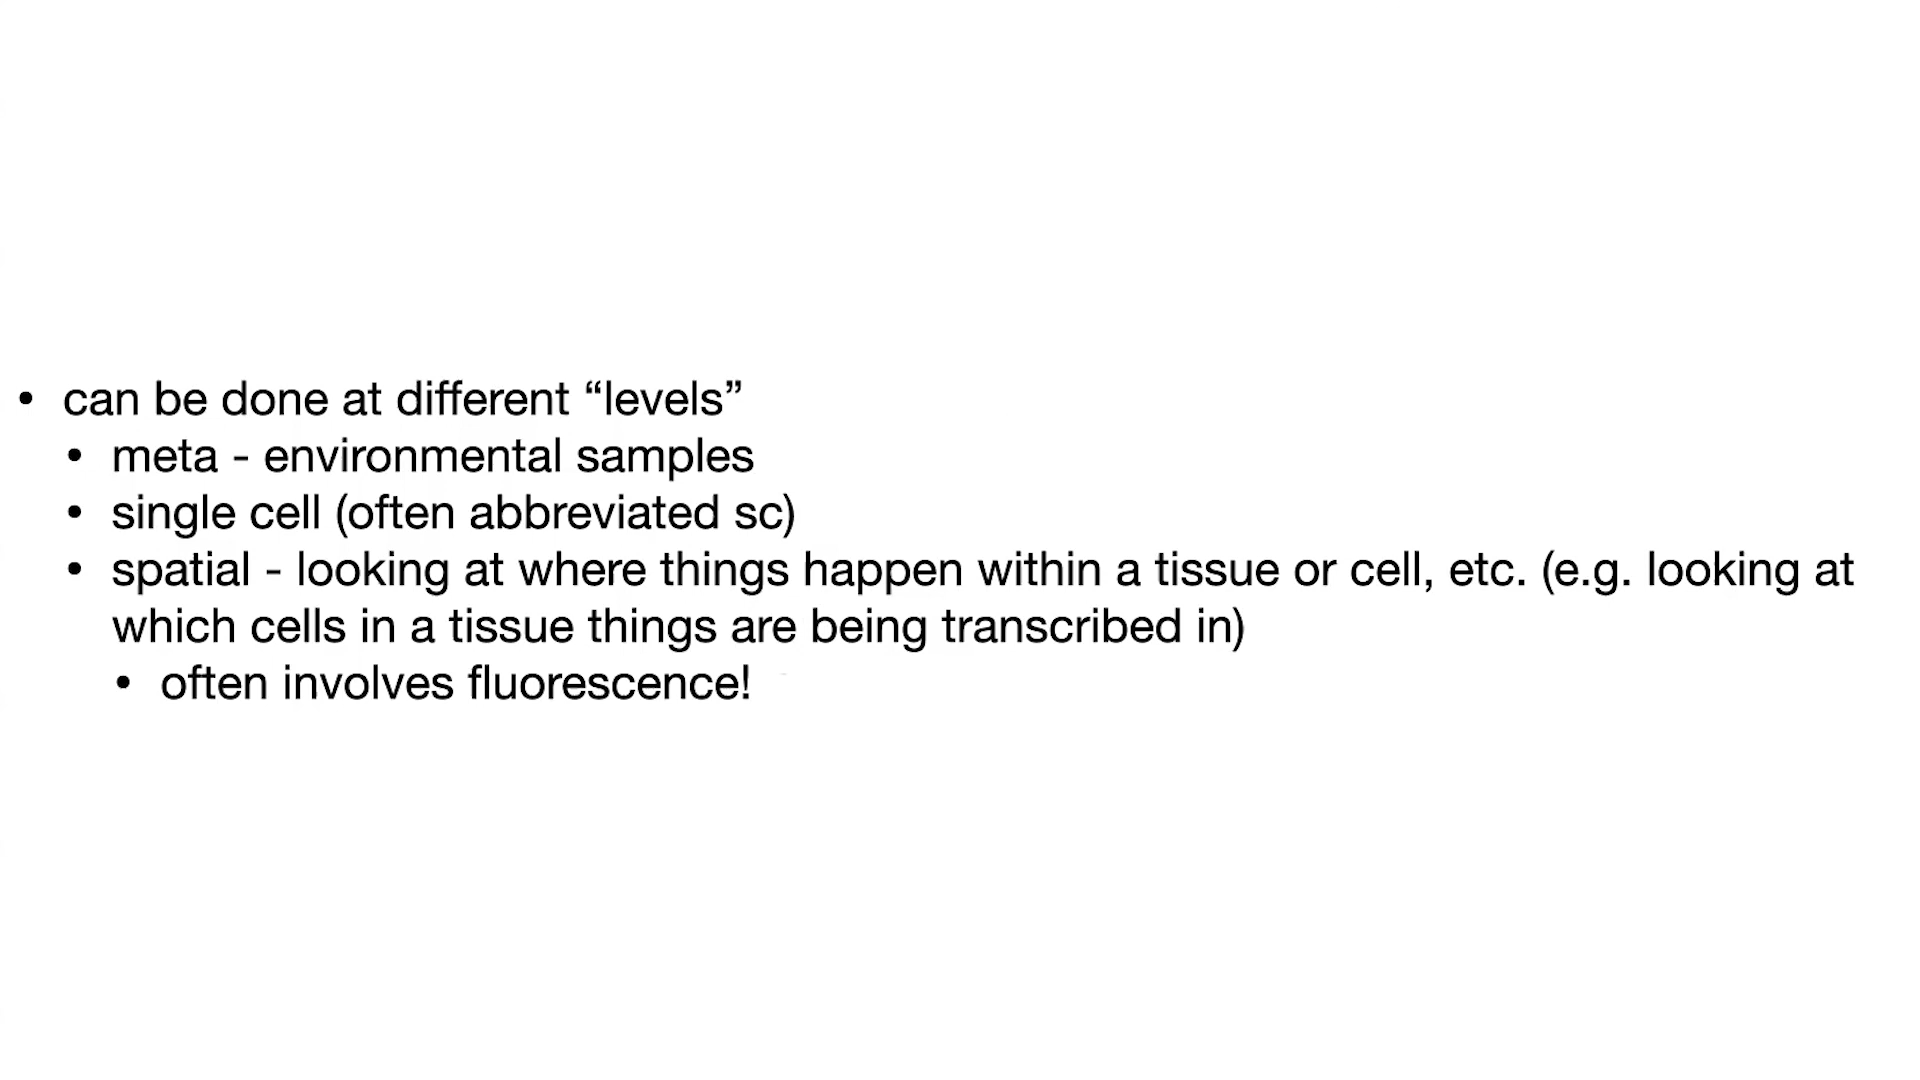 • can be done at different “levels”
• meta - environmental samples
• single cell (often abbreviated sc)
• spatial - looking at where things happen within a tissue or cell, etc. (e.g. looking at
which cells in a tissue things are being transcribed in)
• often involves fluorescence!